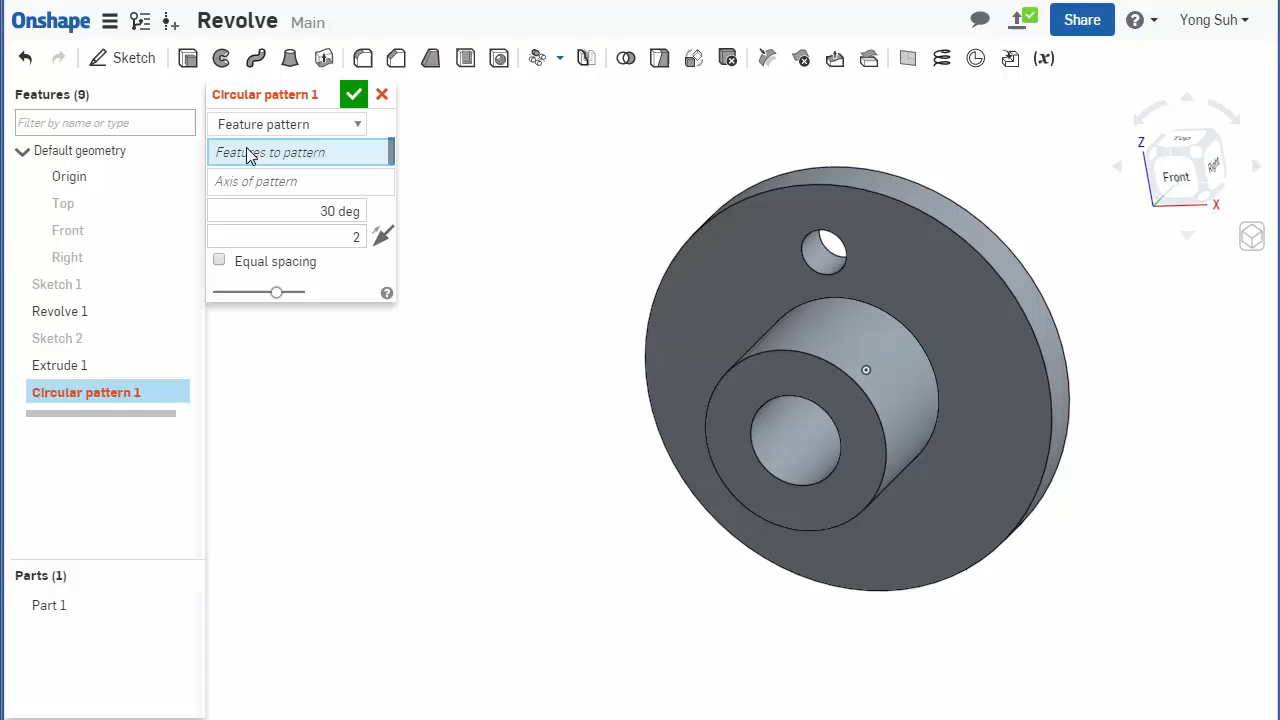 Onshape Revolve Main Share Yong Suh
Sketch (x)
Features (9)
Filter by name or type
Default geometry
Origin
Top
Front
Right
Sketch 1
Revolve 1
Sketch 2
Extrude 1
Circular pattern 1
Parts (1)
Part 1
Circular pattern 1
Feature pattern
Features to pattern
Axis of pattern
30 deg
2
Equal spacing
Top
Z
Front
Right
X